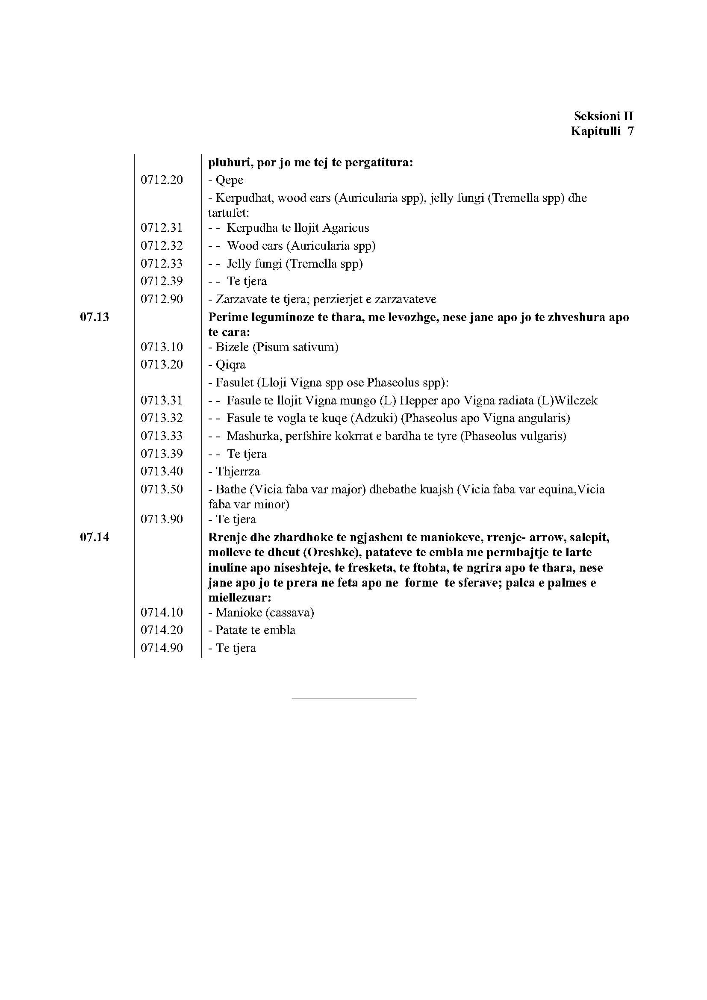 Seksioni II
Kapitulli 7
pluhuri, por jo me tej te pergatitura:
0712.20 - Qepe
- Kerpudhat, wood ears (Auricularia spp), jelly fungi (Tremella spp) dhe
tartufet:
0712.31 - - Kerpudha te llojit Agaricus
0712.32 - - Wood ears (Auricularia spp)
0712.33 - - Jelly fungi (Tremella spp)
0712.39 - - Te tjera
0712.90 - Zarzavate te tjera; perzierjet e zarzavateve
07.13 Perime leguminoze te thara, me levozhge, nese jane apo jo te zhveshura apo
te cara:
0713.10 - Bizele (Pisum sativum)
0713.20 - Qiqra
- Fasulet (Lloji Vigna spp ose Phaseolus spp):
0713.31 - - Fasule te llojit Vigna mungo (L) Hepper apo Vigna radiata (L)Wilczek
0713.32 - - Fasule te vogla te kuqe (Adzuki) (Phaseolus apo Vigna angularis)
0713.33 - - Mashurka, perfshire kokrrat e bardha te tyre (Phaseolus vulgaris)
0713.39 - - Te tjera
0713.40 - Thjerrza
0713.50 - Bathe (Vicia faba var major) dhebathe kuajsh (Vicia faba var equina,Vicia
faba var minor)
0713.90 - Te tjera
07.14 Rrenje dhe zhardhoke te ngjashem te maniokeve, rrenje- arrow, salepit,
molleve te dheut (Oreshke), patateve te embla me permbajtje te larte
inuline apo niseshteje, te fresketa, te ftohta, te ngrira apo te thara, nese
jane apo jo te prera ne feta apo ne forme te sferave; palca e palmes e
miellezuar:
0714.10 - Manioke (cassava)
0714.20 - Patate te embla
0714.90 - Te tjera